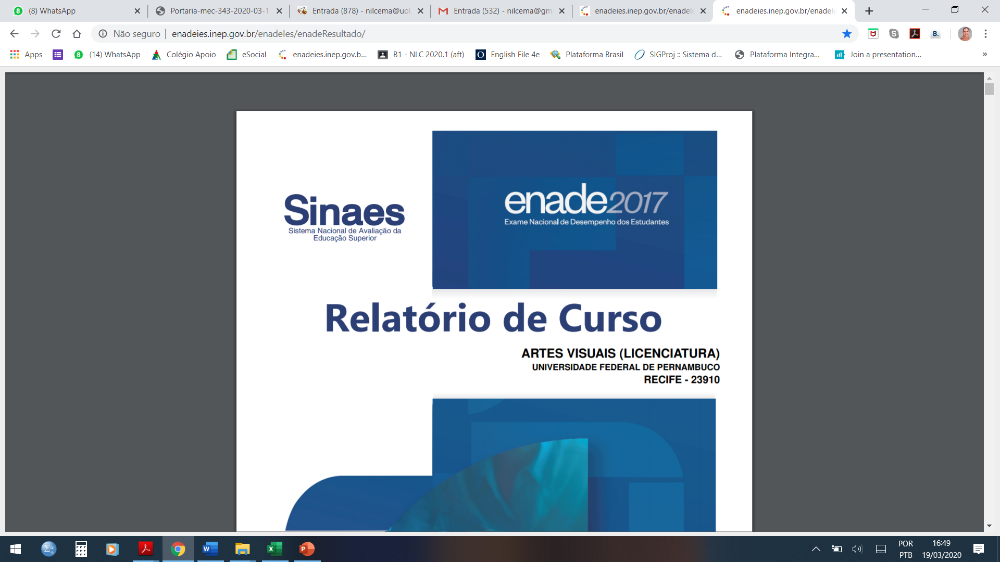 (8) WhatsApp
Portaria-mec-343-2020-03-1
Entrada (878) - nilcema@uol
Entrada (532) - nilcema@gm
enadeies.inep.gov.br/enadel
enadeies.inep.gov.br/enadele
Não seguro | enadeies.inep.gov.br/enadeles/enadeResultado/
Apps
(14) WhatsApp
Colégio Apoio
eSocial
enadeies.inep.gov.b...
B1 - NLC 2020.1 (aft)
English File 4e
Plataforma Brasil
SIGProj :: Sistema d...
Plataforma Integra...
Join a presentation...
»
Sinaes
Sistema Nacional de Avaliação da
Educação Superior
enade2017
Exame Nacional de Desempenho dos Estudantes
Relatório de Curso
ARTES VISUAIS (LICENCIATURA)
UNIVERSIDADE FEDERAL DE PERNAMBUCO
RECIFE - 23910
POR
PTB
16:49
19/03/2020